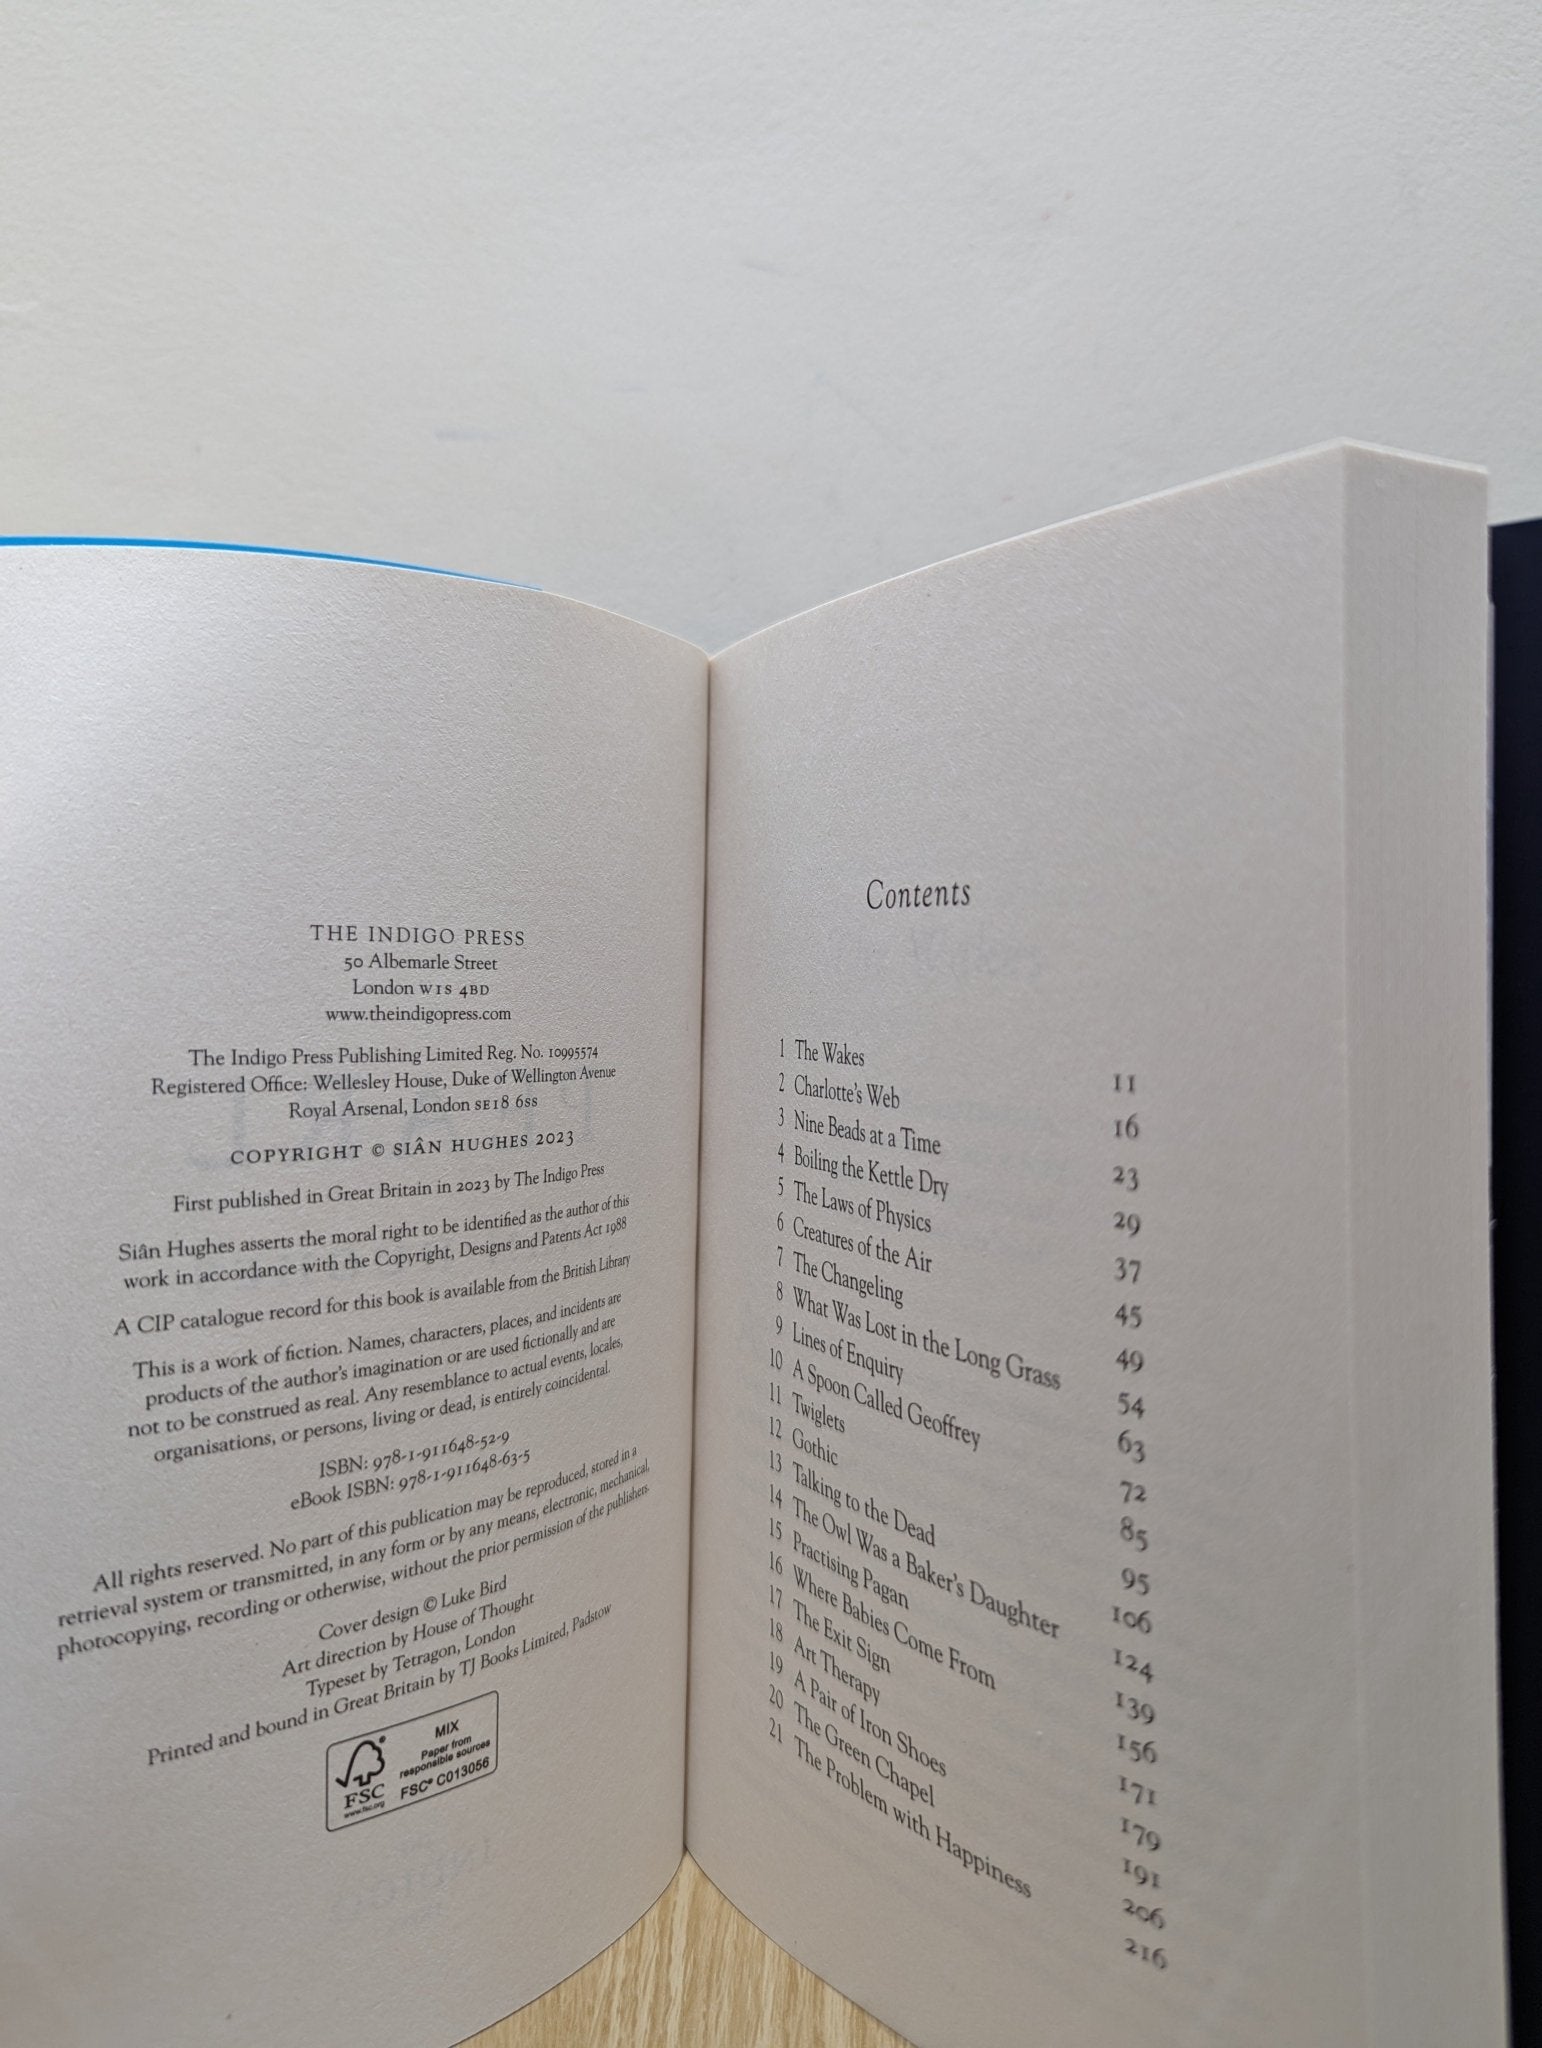 THE INDIGO PRESS
50 Albemarle Street
London W1S 4BD
www.theindigopress.com
The Indigo Press Publishing Limited Reg. No. 10995574
Registered Office: Wellesley House, Duke of Wellington Avenue
Royal Arsenal, London SE18 6SS
COPYRIGHT © SIÂN HUGHES 2023
First published in Great Britain in 2023 by The Indigo Press
Siân Hughes asserts the moral right to be identified as the author of this
work in accordance with the Copyright, Designs and Patents Act 1988
A CIP catalogue record for this book is available from the British Library
This is a work of fiction. Names, characters, places, and incidents are
products of the author's imagination or are used fictionally and are
not to be construed as real. Any resemblance to actual events, locales,
organisations, or persons, living or dead, is entirely coincidental.
ISBN: 978-1-911648-52-9
eBook ISBN: 978-1-911648-63-5
All rights reserved. No part of this publication may be reproduced, stored in a
retrieval system or transmitted, in any form or by any means, electronic, mechanical,
photocopying, recording or otherwise, without the prior permission of the publishers.
Cover design © Luke Bird
Art direction by House of Thought
Typeset by Tetragon, London
Printed and bound in Great Britain by TJ Books Limited, Padstow
FSC
www.fsc.org
MIX
Paper from
responsible sources
FSC® C013056
Contents
1 The Wakes 11
2 Charlotte's Web 16
3 Nine Beads at a Time 23
4 Boiling the Kettle Dry 29
5 The Laws of Physics 37
6 Creatures of the Air 45
7 The Changeling 49
8 What Was Lost in the Long Grass 54
9 Lines of Enquiry 63
10 A Spoon Called Geoffrey 72
11 Twiglets 85
12 Gothic 95
13 Talking to the Dead 106
14 The Owl Was a Baker's Daughter 124
15 Practising Pagan 139
16 Where Babies Come From 156
17 The Exit Sign 171
18 Art Therapy 179
19 A Pair of Iron Shoes 191
20 The Green Chapel 206
21 The Problem with Happiness 216